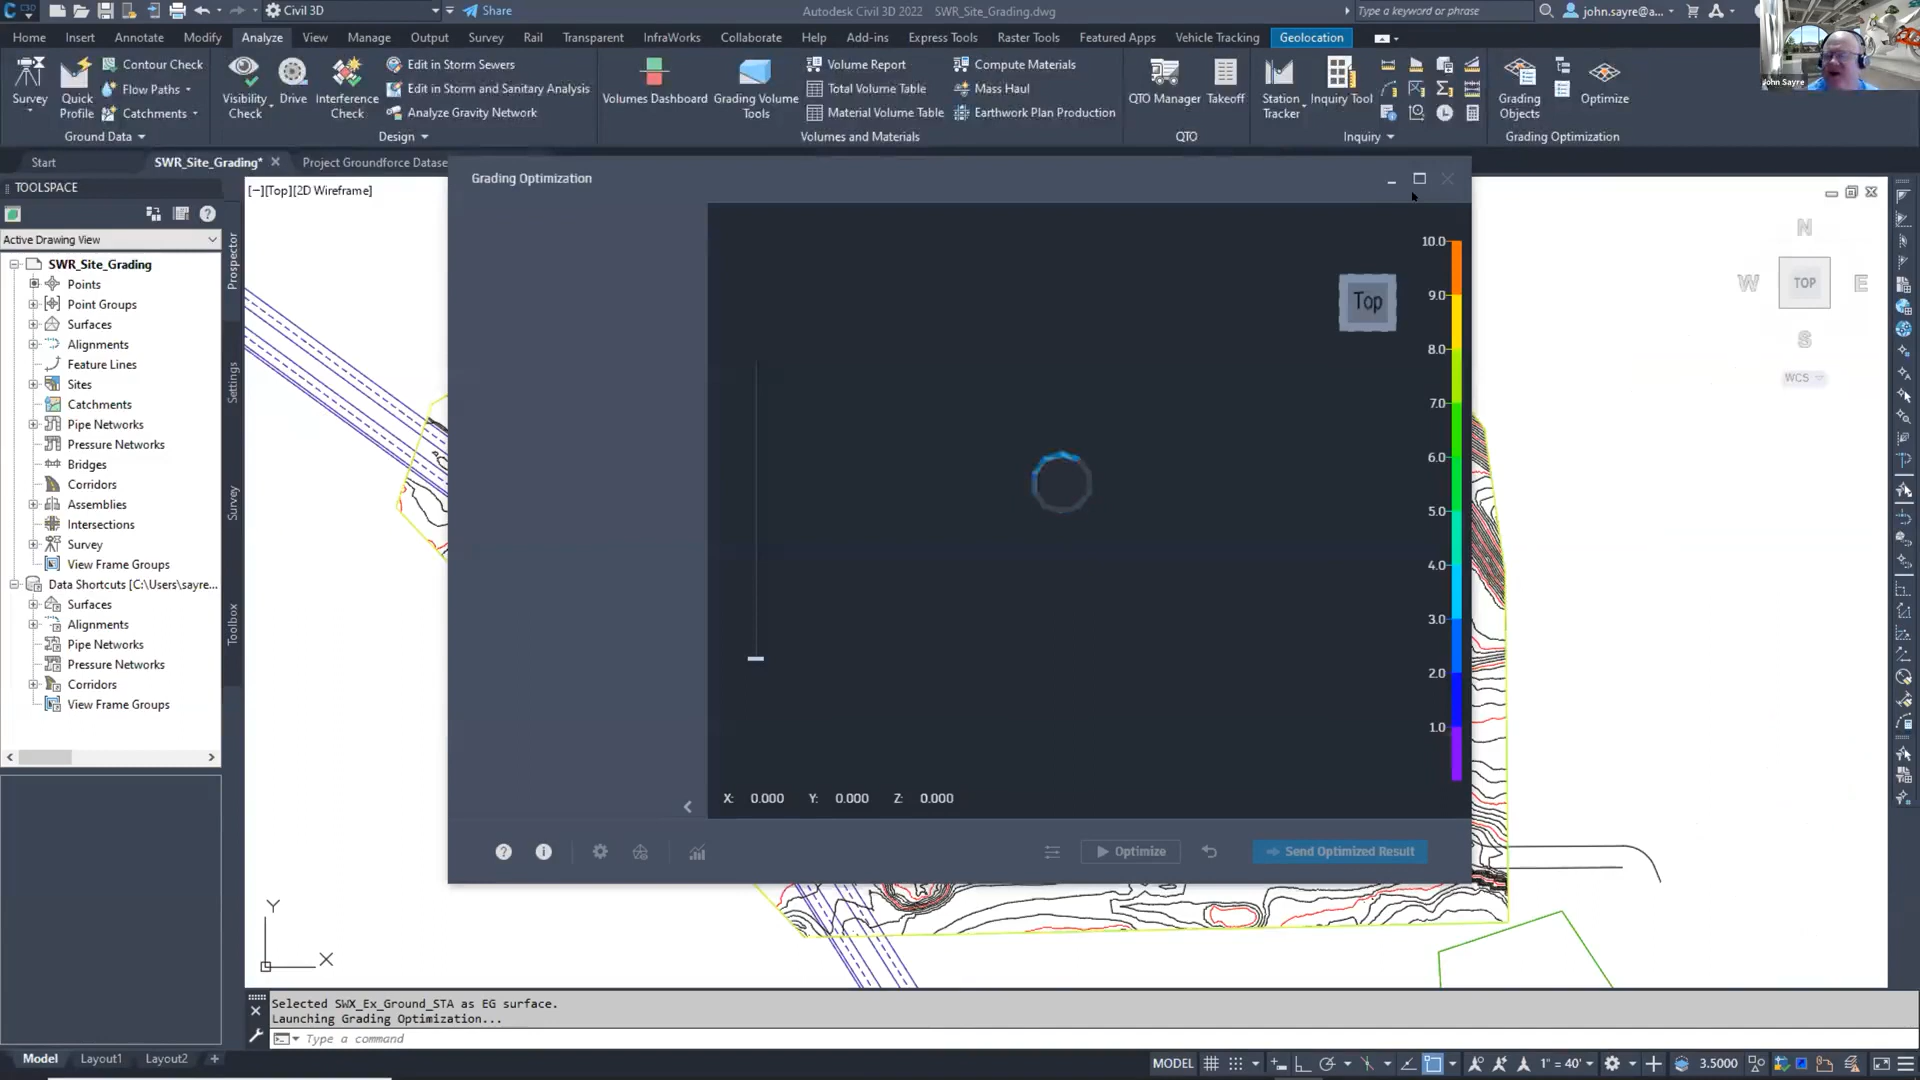 C3D
Civil 3D
Share
Autodesk Civil 3D 2022 SWR_Site_Grading.dwg
Type a keyword or phrase
john.sayre@a...
Home Insert Annotate Modify Analyze View Manage Output Survey Rail Transparent InfraWorks Collaborate Help Add-ins Express Tools Raster Tools Featured Apps Vehicle Tracking Geolocation
John Sayre
Survey
Quick Profile
Contour Check
Flow Paths
Catchments
Ground Data
Visibility Check
Drive
Interference Check
Edit in Storm Sewers
Edit in Storm and Sanitary Analysis
Analyze Gravity Network
Design
Volumes Dashboard
Grading Volume Tools
Volume Report
Total Volume Table
Material Volume Table
Compute Materials
Mass Haul
Earthwork Plan Production
Volumes and Materials
QTO Manager
Takeoff
QTO
Station Tracker
Inquiry Tool
Inquiry
Grading Objects
Optimize
Grading Optimization
Start
SWR_Site_Grading*
Project Groundforce Datase
TOOLSPACE
Active Drawing View
SWR_Site_Grading
Points
Point Groups
Surfaces
Alignments
Feature Lines
Sites
Catchments
Pipe Networks
Pressure Networks
Bridges
Corridors
Assemblies
Intersections
Survey
View Frame Groups
Data Shortcuts [C:\Users\sayre...
Surfaces
Alignments
Pipe Networks
Pressure Networks
Corridors
View Frame Groups
Prospector
Settings
Survey
Toolbox
[−][Top][2D Wireframe]
Grading Optimization
Top
10.0
9.0
8.0
7.0
6.0
5.0
4.0
3.0
2.0
1.0
X: 0.000 Y: 0.000 Z: 0.000
Optimize
Send Optimized Result
N
W TOP E
S
WCS
Y
X
Selected SWX_Ex_Ground_STA as EG surface.
Launching Grading Optimization...
Type a command
Model Layout1 Layout2 +
MODEL 1" = 40' 3.5000